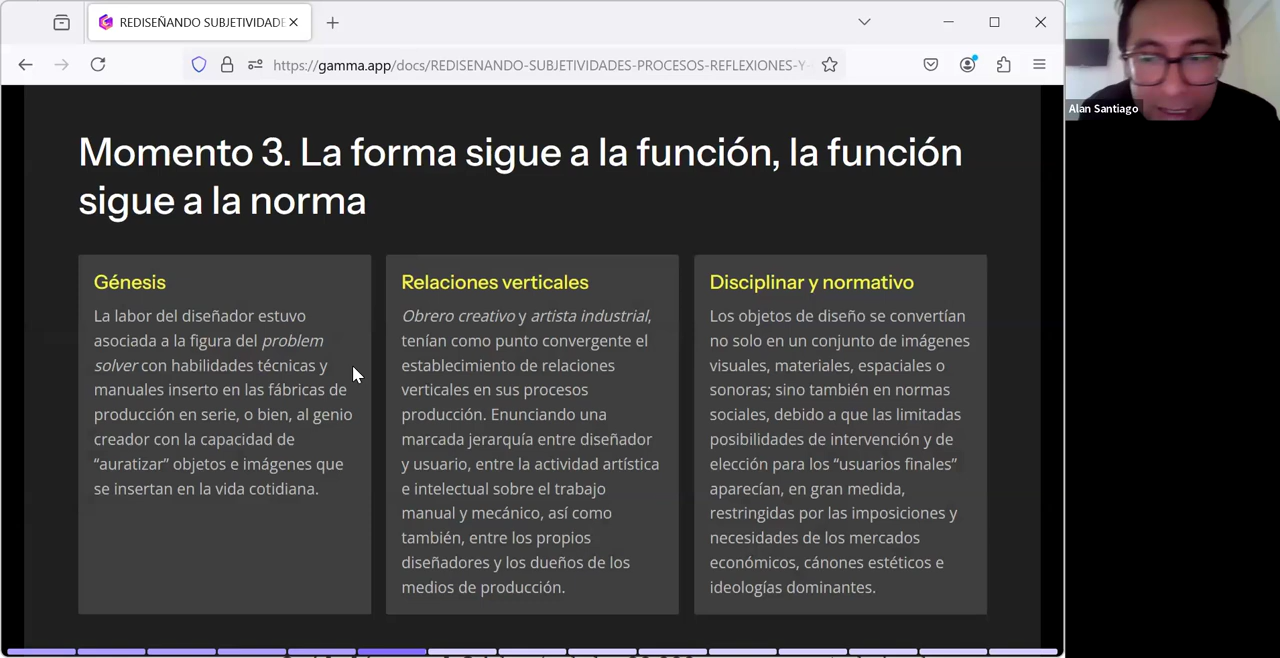 REDISEÑANDO SUBJETIVIDADE
https://gamma.app/docs/REDISENANDO-SUBJETIVIDADES-PROCESOS-REFLEXIONES-Y-
Alan Santiago
Momento 3. La forma sigue a la función, la función
sigue a la norma
Génesis
La labor del diseñador estuvo
asociada a la figura del problem
solver con habilidades técnicas y
manuales inserto en las fábricas de
producción en serie, o bien, al genio
creador con la capacidad de
“auratizar” objetos e imágenes que
se insertan en la vida cotidiana.
Relaciones verticales
Obrero creativo y artista industrial,
tenían como punto convergente el
establecimiento de relaciones
verticales en sus procesos
producción. Enunciando una
marcada jerarquía entre diseñador
y usuario, entre la actividad artística
e intelectual sobre el trabajo
manual y mecánico, así como
también, entre los propios
diseñadores y los dueños de los
medios de producción.
Disciplinar y normativo
Los objetos de diseño se convertían
no solo en un conjunto de imágenes
visuales, materiales, espaciales o
sonoras; sino también en normas
sociales, debido a que las limitadas
posibilidades de intervención y de
elección para los “usuarios finales”
aparecían, en gran medida,
restringidas por las imposiciones y
necesidades de los mercados
económicos, cánones estéticos e
ideologías dominantes.